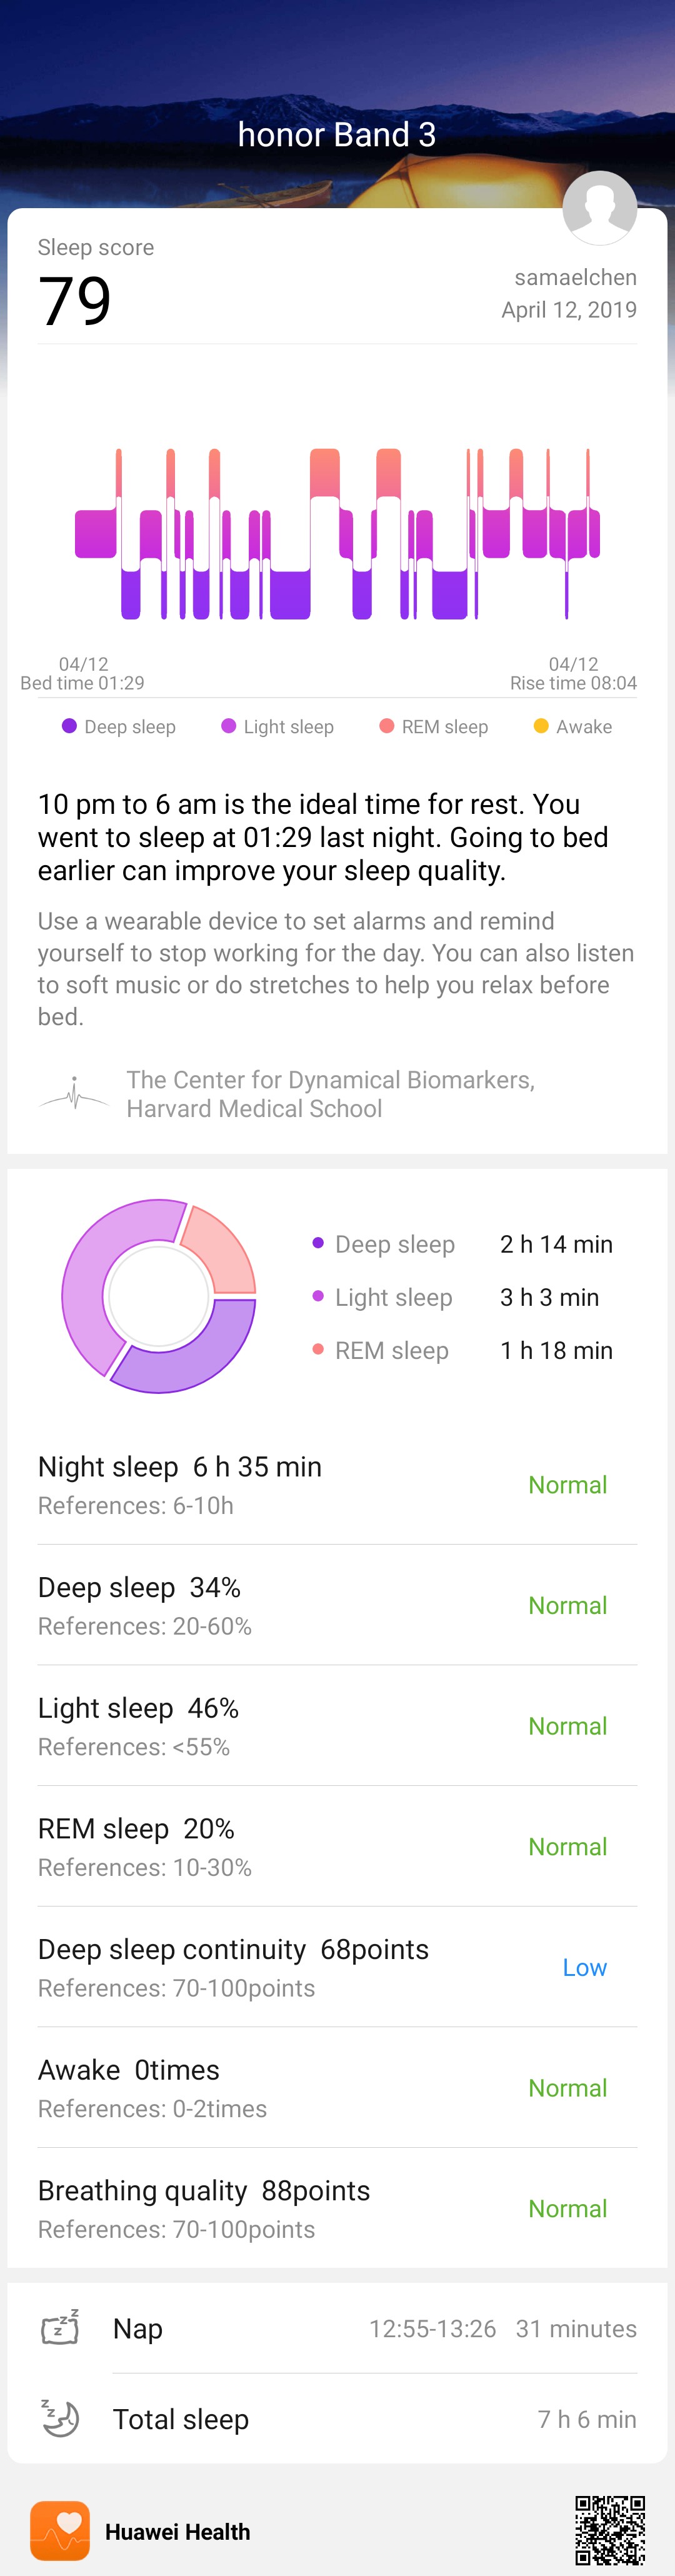 honor Band 3
Sleep score
79
samaelchen
April 12, 2019
04/12
Bed time 01:29
04/12
Rise time 08:04
Deep sleep
Light sleep
REM sleep
Awake
10 pm to 6 am is the ideal time for rest. You
went to sleep at 01:29 last night. Going to bed
earlier can improve your sleep quality.
Use a wearable device to set alarms and remind
yourself to stop working for the day. You can also listen
to soft music or do stretches to help you relax before
bed.
The Center for Dynamical Biomarkers,
Harvard Medical School
Deep sleep 2 h 14 min
Light sleep 3 h 3 min
REM sleep 1 h 18 min
Night sleep 6 h 35 min
Normal
References: 6-10h
Deep sleep 34%
Normal
References: 20-60%
Light sleep 46%
Normal
References: <55%
REM sleep 20%
Normal
References: 10-30%
Deep sleep continuity 68points
Low
References: 70-100points
Awake 0times
Normal
References: 0-2times
Breathing quality 88points
Normal
References: 70-100points
Nap 12:55-13:26 31 minutes
Total sleep 7 h 6 min
Huawei Health